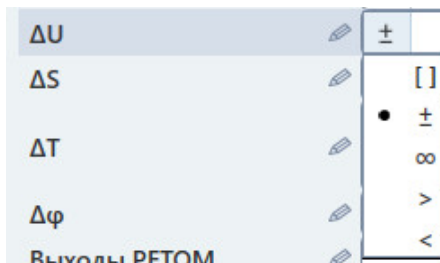 ΔU ±
ΔS [ ]
±
ΔT ∞
>
Δφ <
Выходы РЕТОМ